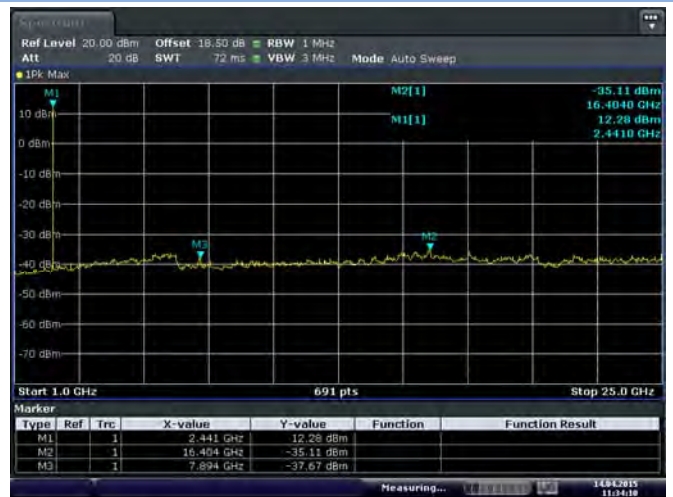 Spectrum
Ref Level 20.00 dBm Offset 18.50 dB RBW 1 MHz
Att 20 dB SWT 72 ms VBW 3 MHz Mode Auto Sweep
1Pk Max
M1 M2[1] -35.11 dBm
16.4040 GHz
10 dBm M1[1] 12.28 dBm
2.4410 GHz
0 dBm
-10 dBm
-20 dBm
-30 dBm
M3 M2
-40 dBm
-50 dBm
-60 dBm
-70 dBm
Start 1.0 GHz 691 pts Stop 25.0 GHz
Marker
Type Ref Trc X-value Y-value Function Function Result
M1 1 2.441 GHz 12.28 dBm
M2 1 16.404 GHz -35.11 dBm
M3 1 7.894 GHz -37.67 dBm
Measuring... 14.04.2015
11:34:10